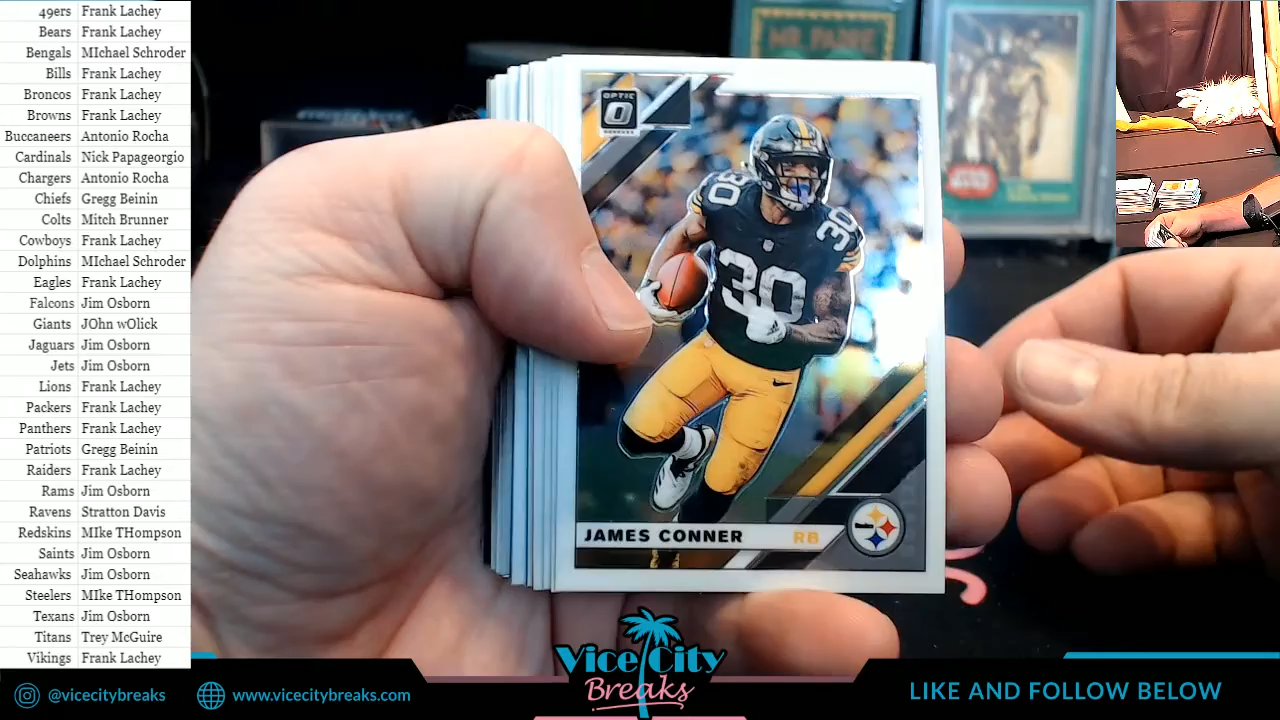 49ers Frank Lachey
Bears Frank Lachey
Bengals MIchael Schroder
Bills Frank Lachey
Broncos Frank Lachey
Browns Frank Lachey
Buccaneers Antonio Rocha
Cardinals Nick Papageorgio
Chargers Antonio Rocha
Chiefs Gregg Beinin
Colts Mitch Brunner
Cowboys Frank Lachey
Dolphins MIchael Schroder
Eagles Frank Lachey
Falcons Jim Osborn
Giants JOhn wOlick
Jaguars Jim Osborn
Jets Jim Osborn
Lions Frank Lachey
Packers Frank Lachey
Panthers Frank Lachey
Patriots Gregg Beinin
Raiders Frank Lachey
Rams Jim Osborn
Ravens Stratton Davis
Redskins MIke THompson
Saints Jim Osborn
Seahawks Jim Osborn
Steelers MIke THompson
Texans Jim Osborn
Titans Trey McGuire
Vikings Frank Lachey
OPTIC
O
30
30
30
JAMES CONNER RB
Vice City
Breaks
@vicecitybreaks
www.vicecitybreaks.com
LIKE AND FOLLOW BELOW